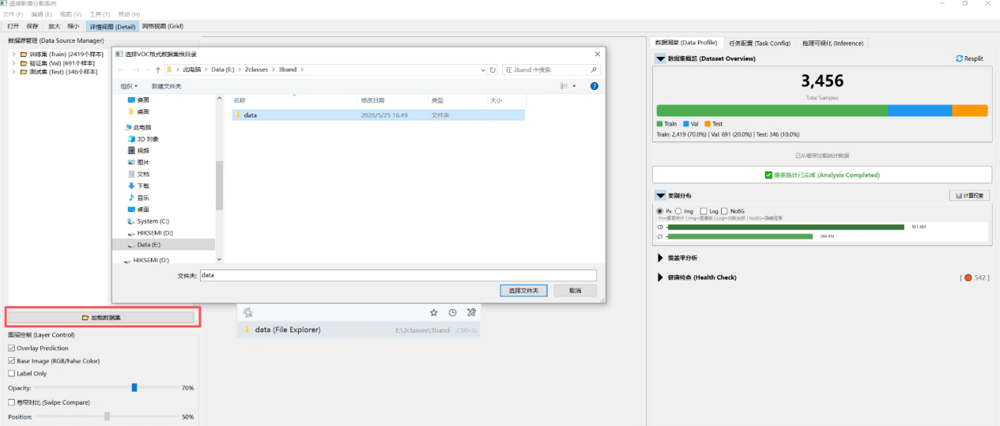 遥感影像分割系统
文件 (F) 编辑 (E) 视图 (V) 工具 (T) 帮助 (H)
打开 保存 放大 缩小 详情视图 (Detail) 网格视图 (Grid)
数据源管理 (Data Source Manager)
训练集 (Train) [2419个样本]
验证集 (Val) [691个样本]
测试集 (Test) [346个样本]
加载数据集
图层控制 (Layer Control)
Overlay Prediction
Base Image (RGB/False Color)
Label Only
Opacity: 70%
卷帘对比 (Swipe Compare)
Position: 50%
选择VOC格式数据集根目录
此电脑 Data (E:) 2classes 3band
在 3band 中搜索
组织 新建文件夹
桌面
桌面
此电脑
3D 对象
视频
图片
文档
下载
音乐
桌面
System (C:)
HIKSEMI (D:)
Data (E:)
HIKSEMI (D:)
名称 修改日期 类型 大小
data 2026/5/25 16:49 文件夹
文件夹: data
选择文件夹 取消
data (File Explorer) E:\2classes\3band Ctrl+G
数据洞察 (Data Profile) 任务配置 (Task Config) 推理可视化 (Inference)
数据集概览 (Dataset Overview) Resplit
3,456
Total Samples
Train Val Test
Train: 2,419 (70.0%) | Val: 691 (20.0%) | Test: 346 (10.0%)
已从缓存加载统计数据
像素统计已完成 (Analysis Completed)
类别分布 计算权重
Px Img Log NoBG
Px=像素统计 | Img=图像数 | Log=对数坐标 | NoBG=隐藏背景
C0 561.6M
C1 344.4M
覆盖率分析
健康检查 (Health Check) [ 542 ]